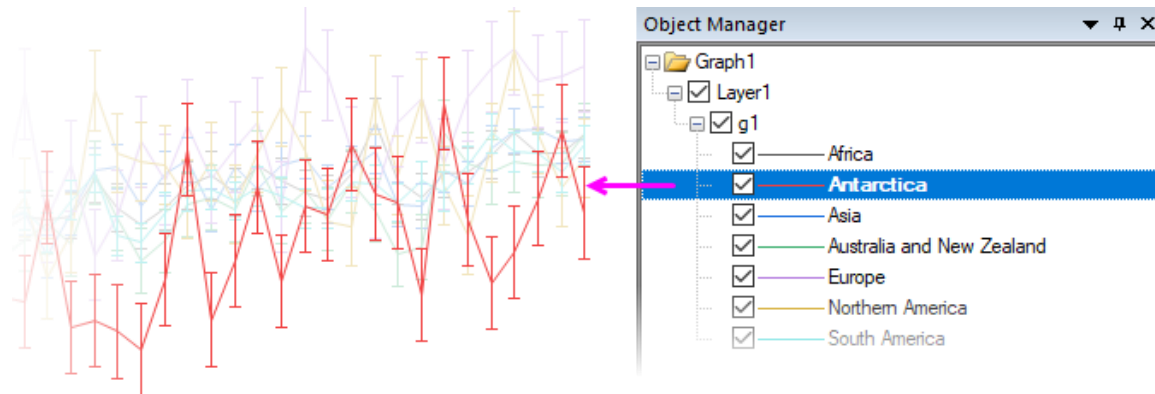 Object Manager
Graph1
Layer1
g1
Africa
Antarctica
Asia
Australia and New Zealand
Europe
Northern America
South America